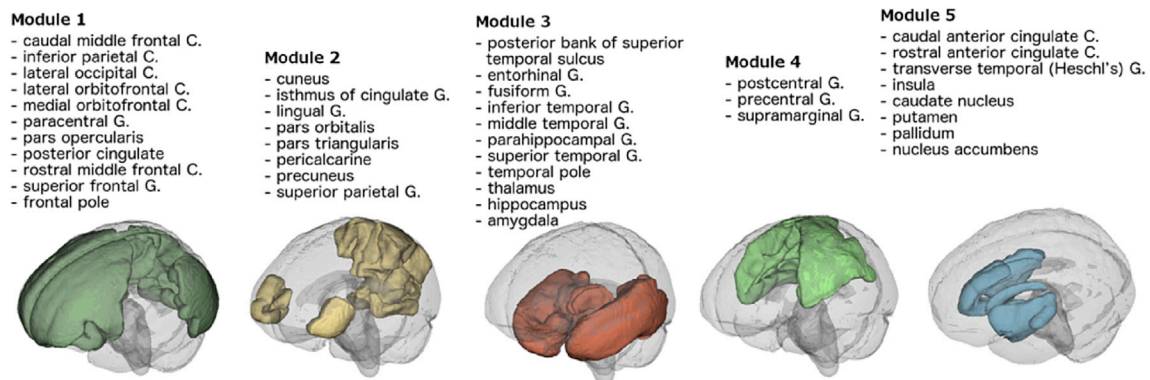 Module 1
- caudal middle frontal C.
- inferior parietal C.
- lateral occipital C.
- lateral orbitofrontal C.
- medial orbitofrontal C.
- paracentral G.
- pars opercularis
- posterior cingulate
- rostral middle frontal C.
- superior frontal G.
- frontal pole
Module 2
- cuneus
- isthmus of cingulate G.
- lingual G.
- pars orbitalis
- pars triangularis
- pericalcarine
- precuneus
- superior parietal G.
Module 3
- posterior bank of superior
temporal sulcus
- entorhinal G.
- fusiform G.
- inferior temporal G.
- middle temporal G.
- parahippocampal G.
- superior temporal G.
- temporal pole
- thalamus
- hippocampus
- amygdala
Module 4
- postcentral G.
- precentral G.
- supramarginal G.
Module 5
- caudal anterior cingulate C.
- rostral anterior cingulate C.
- transverse temporal (Heschl's) G.
- insula
- caudate nucleus
- putamen
- pallidum
- nucleus accumbens